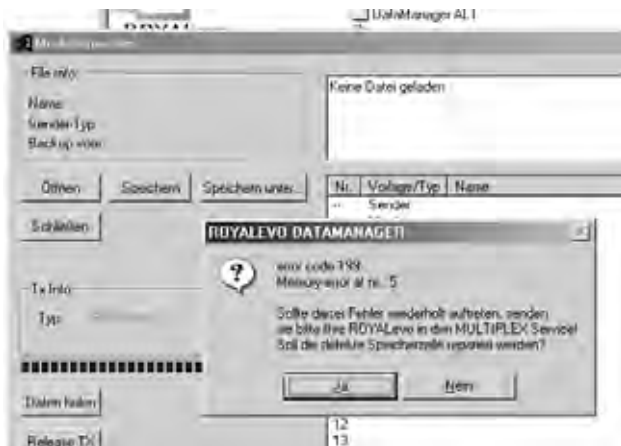 DataManager ALT
ROYAL
File info:
Name:
Sender-Typ:
Backup vom:
Keine Datei geladen
Öffnen
Speichern
Speichern unter...
Schließen
Nr.
Vorlage/Typ
Name
--
Sender
ROYALEVO DATAMANAGER
error code 199
Memory-error at nr.: 5
Sollte dieser Fehler wiederholt auftreten, senden
sie bitte Ihre ROYALevo in den MULTIPLEX Service!
Soll die defekte Speicherzelle repariert werden?
Ja
Nein
Tx Info:
Typ:
Daten holen
Release TX
12
13